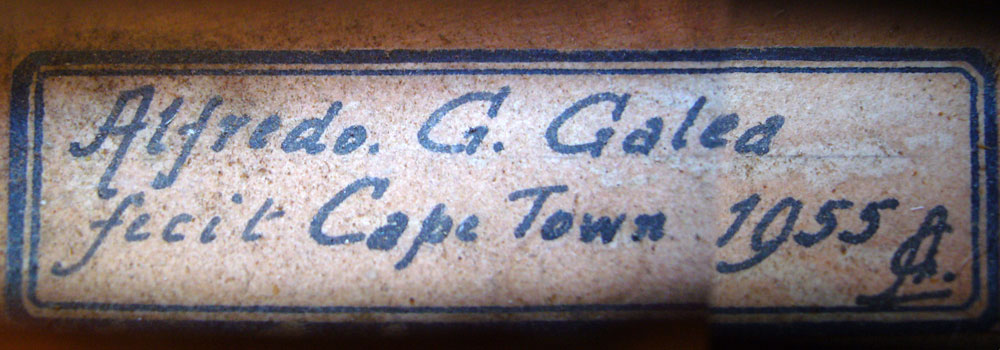 Alfredo. G. Galea
fecit Cape Town 1955